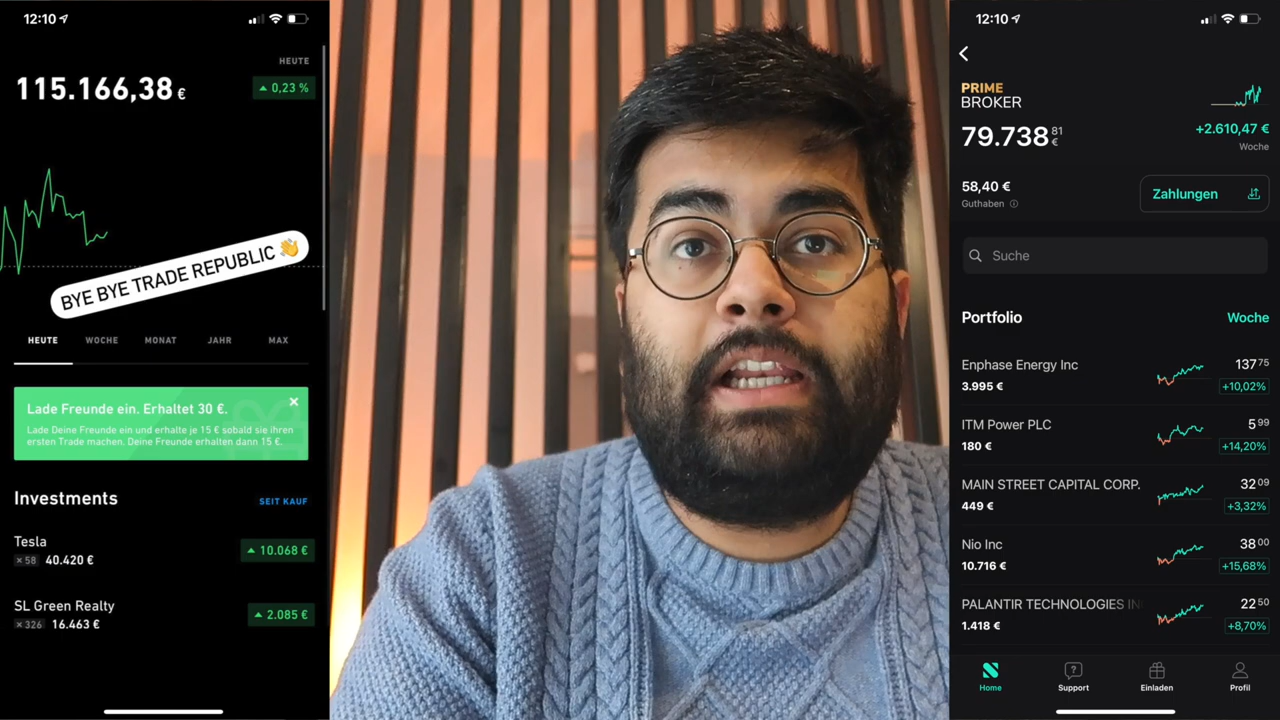 12:10
HEUTE
115.166,38 €
0,23 %
BYE BYE TRADE REPUBLIC 👋
HEUTE WOCHE MONAT JAHR MAX
Lade Freunde ein. Erhaltet 30 €.
Lade Deine Freunde ein und erhalte je 15 € sobald sie ihren
ersten Trade machen. Deine Freunde erhalten dann 15 €.
Investments SEIT KAUF
Tesla
×58 40.420 € 10.068 €
SL Green Realty
×326 16.463 € 2.085 €
12:10
PRIME
BROKER
79.738 81 €
+2.610,47 €
Woche
58,40 €
Guthaben
Zahlungen
Suche
Portfolio Woche
Enphase Energy Inc 137 75
3.995 € +10,02%
ITM Power PLC 5 99
180 € +14,20%
MAIN STREET CAPITAL CORP. 32 09
449 € +3,32%
Nio Inc 38 00
10.716 € +15,68%
PALANTIR TECHNOLOGIES IN 22 50
1.418 € +8,70%
Home Support Einladen Profil